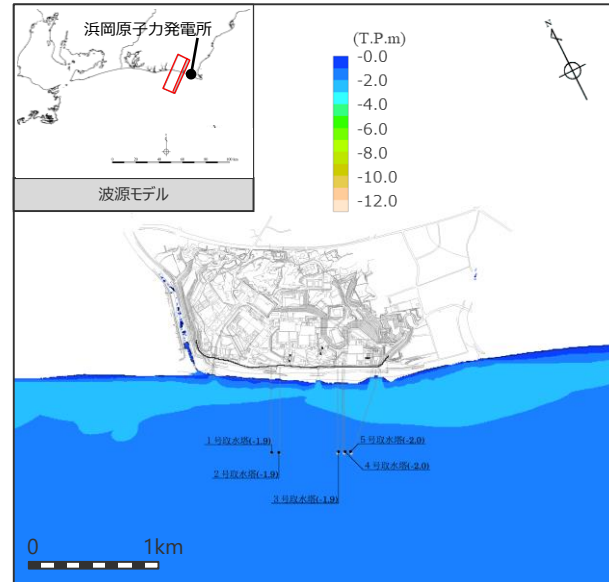 浜岡原子力発電所
波源モデル
(T.P.m)
-0.0
-2.0
-4.0
-6.0
-8.0
-10.0
-12.0
N
1号取水塔(-1.9)
2号取水塔(-1.9)
3号取水塔(-1.9)
5号取水塔(-2.0)
4号取水塔(-2.0)
0 1km